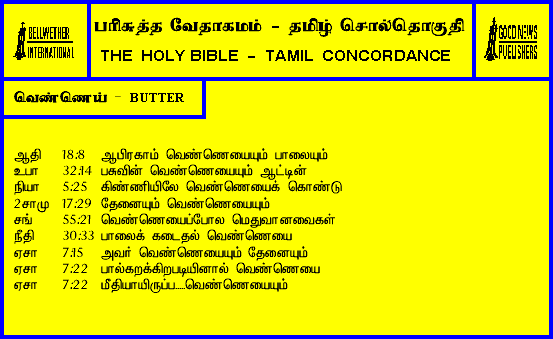 BELLWETHER
INTERNATIONAL
பரிசுத்த வேதாகமம் - தமிழ் சொல்தொகுதி
THE HOLY BIBLE - TAMIL CONCORDANCE
GOOD NEWS
PUBLISHERS
வெண்ணெய் - BUTTER
ஆதி 18:8 ஆபிரகாம் வெண்ணெயையும் பாலையும்
உபா 32:14 பசுவின் வெண்ணெயையும் ஆட்டின்
நியா 5:25 கிண்ணியிலே வெண்ணெயைக் கொண்டு
2சாமு 17:29 தேனையும் வெண்ணெயையும்
சங் 55:21 வெண்ணெயைப்போல மெதுவானவைகள்
நீதி 30:33 பாலைக் கடைதல் வெண்ணெயை
ஏசா 7:15 அவர் வெண்ணெயையும் தேனையும்
ஏசா 7:22 பால்கறக்கிறபடியினால் வெண்ணெயை
ஏசா 7:22 மீதியாயிருப்ப.....வெண்ணெயையும்